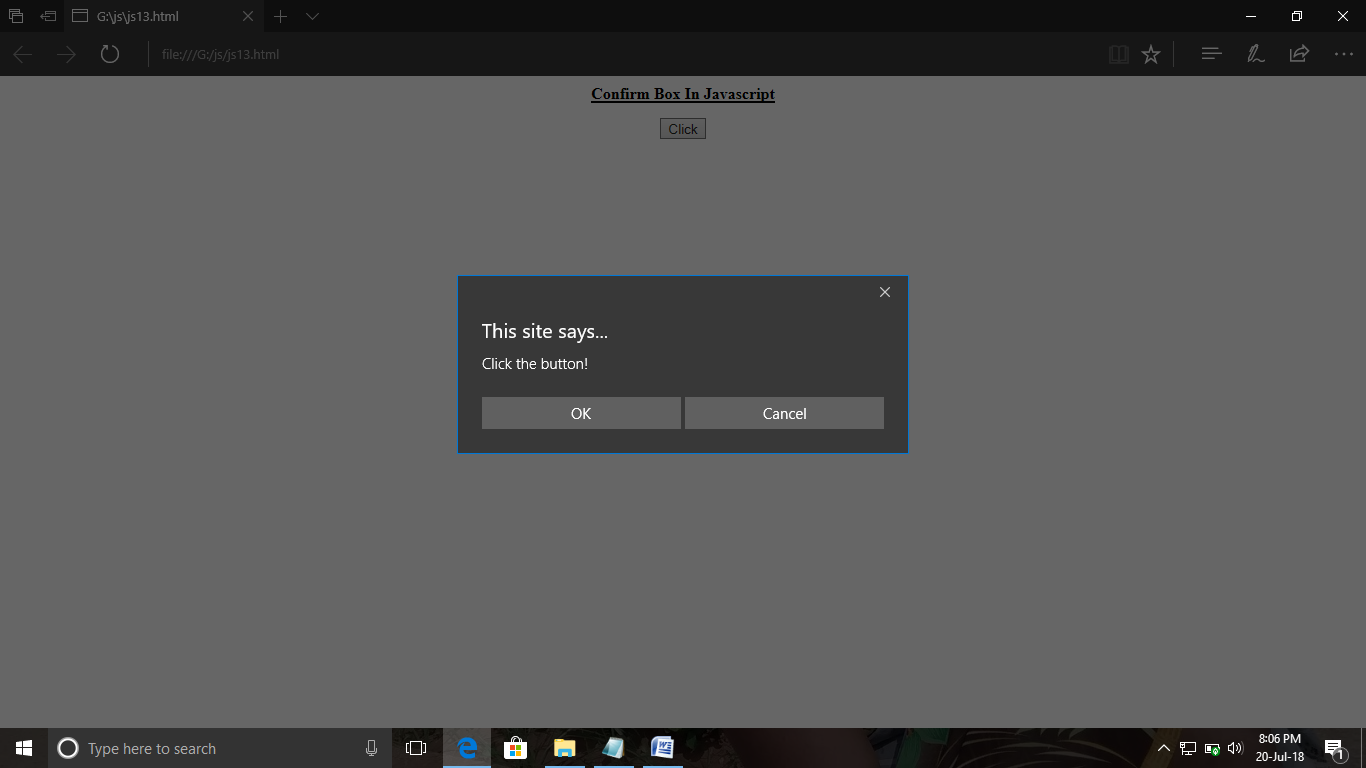 G:\js\js13.html
file:///G:/js/js13.html
Confirm Box In Javascript
Click
This site says...
Click the button!
OK Cancel
Type here to search
8:06 PM
20-Jul-18
1